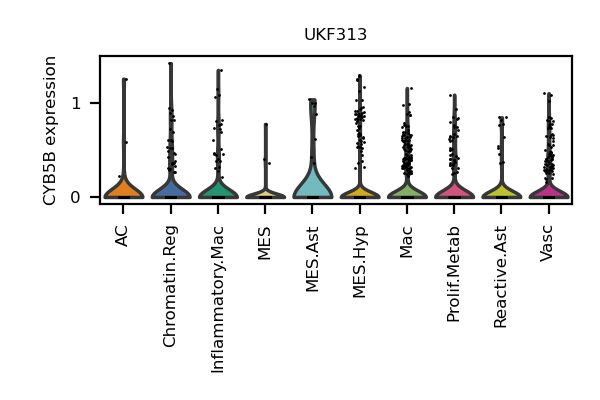 UKF313
CYB5B expression
1
0
AC
Chromatin.Reg
Inflammatory.Mac
MES
MES.Ast
MES.Hyp
Mac
Prolif.Metab
Reactive.Ast
Vasc